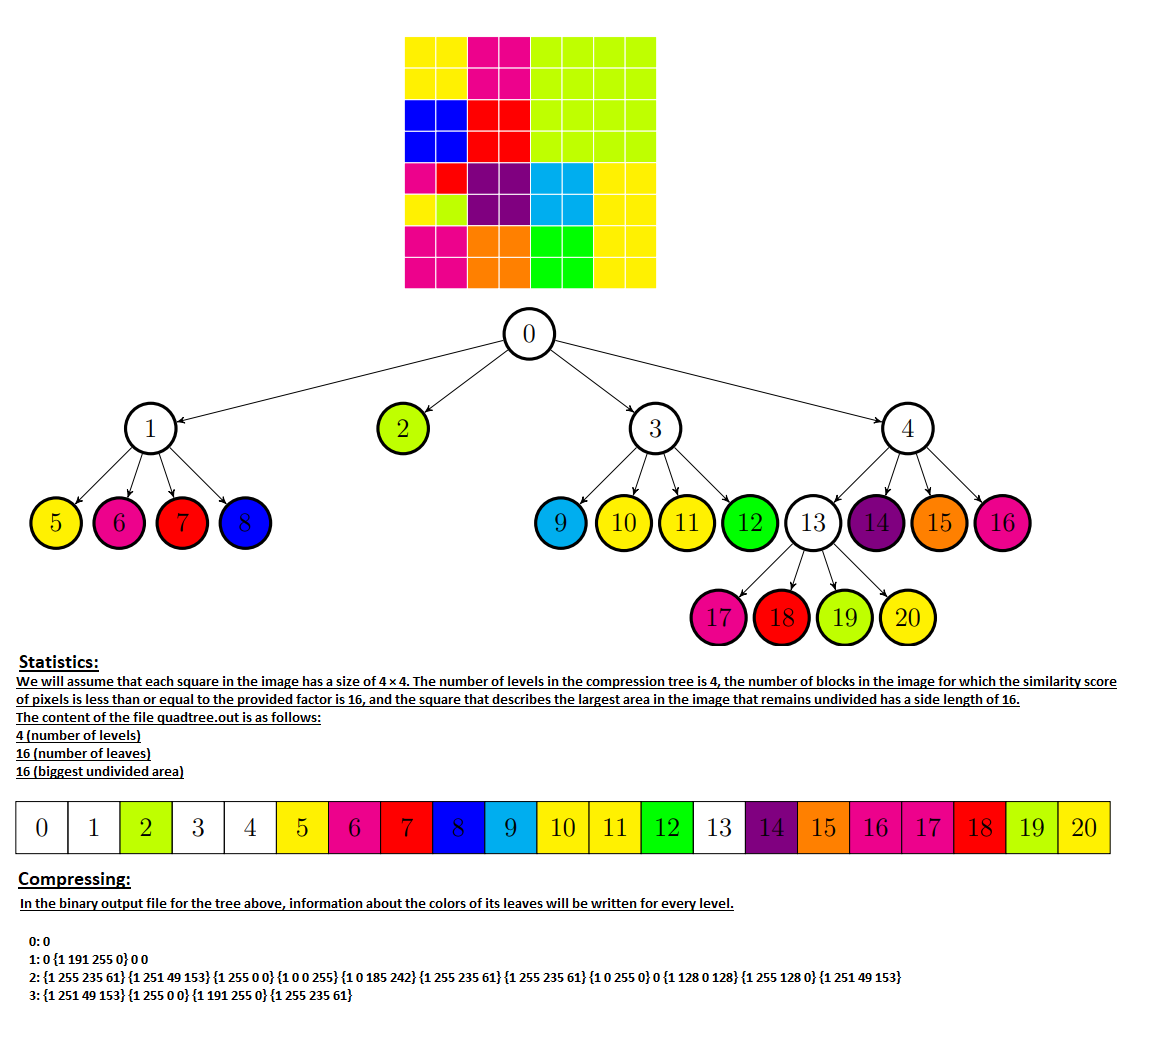 0
1 2 3 4
5 6 7 8 9 10 11 12 13 14 15 16
17 18 19 20
Statistics:
We will assume that each square in the image has a size of 4 × 4. The number of levels in the compression tree is 4, the number of blocks in the image for which the similarity score
of pixels is less than or equal to the provided factor is 16, and the square that describes the largest area in the image that remains undivided has a side length of 16.
The content of the file quadtree.out is as follows:
4 (number of levels)
16 (number of leaves)
16 (biggest undivided area)
0 1 2 3 4 5 6 7 8 9 10 11 12 13 14 15 16 17 18 19 20
Compressing:
In the binary output file for the tree above, information about the colors of its leaves will be written for every level.
0: 0
1: 0 {1 191 255 0} 0 0
2: {1 255 235 61} {1 251 49 153} {1 255 0 0} {1 0 0 255} {1 0 185 242} {1 255 235 61} {1 255 235 61} {1 0 255 0} 0 {1 128 0 128} {1 255 128 0} {1 251 49 153}
3: {1 251 49 153} {1 255 0 0} {1 191 255 0} {1 255 235 61}